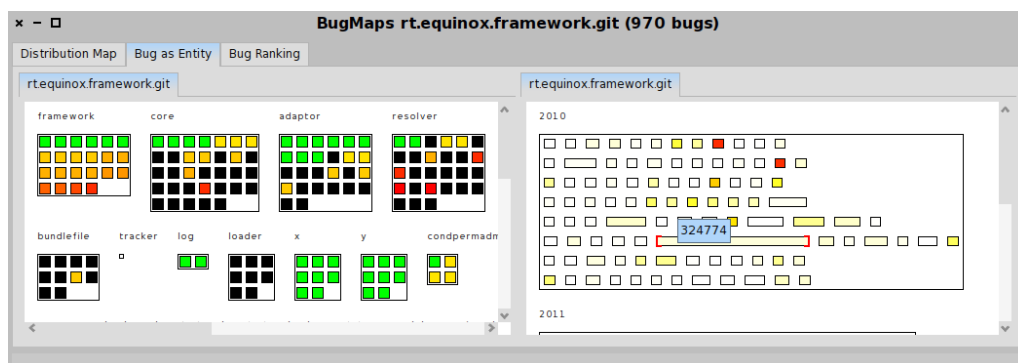 BugMaps rt.equinox.framework.git (970 bugs)
Distribution Map Bug as Entity Bug Ranking
rt.equinox.framework.git
framework core adaptor resolver
bundlefile tracker log loader x y condpermadm
rt.equinox.framework.git
2010
324774
2011